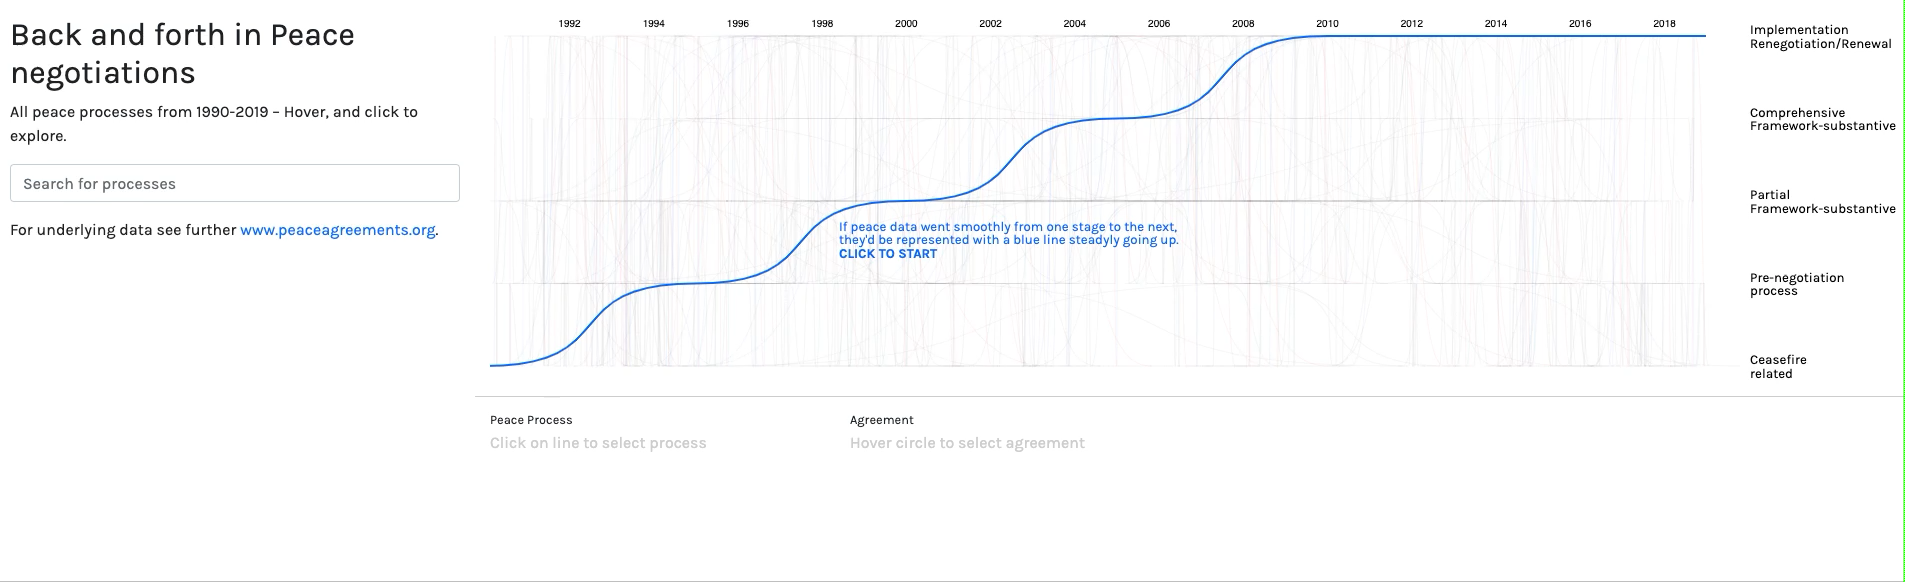 Back and forth in Peace
negotiations
All peace processes from 1990-2019 – Hover, and click to
explore.
Search for processes
For underlying data see further www.peaceagreements.org.
1992 1994 1996 1998 2000 2002 2004 2006 2008 2010 2012 2014 2016 2018
Implementation
Renegotiation/Renewal
Comprehensive
Framework-substantive
Partial
Framework-substantive
If peace data went smoothly from one stage to the next,
they'd be represented with a blue line steadyly going up.
CLICK TO START
Pre-negotiation
process
Ceasefire
related
Peace Process
Click on line to select process
Agreement
Hover circle to select agreement